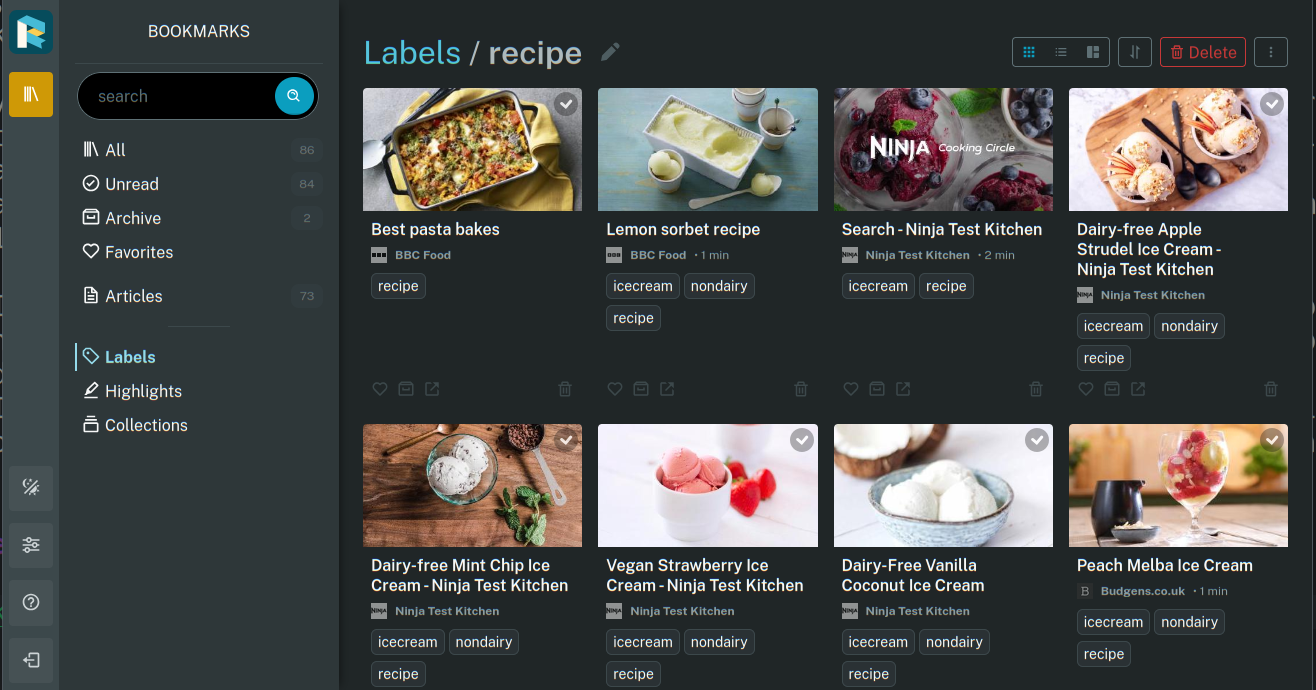 BOOKMARKS
search
All 86
Unread 84
Archive 2
Favorites
Articles 73
Labels
Highlights
Collections
Labels / recipe
Delete
NINJA Cooking Circle
Best pasta bakes
BBC Food
recipe
Lemon sorbet recipe
BBC Food • 1 min
icecream nondairy
recipe
Search - Ninja Test Kitchen
NINJA Ninja Test Kitchen • 2 min
icecream recipe
Dairy-free Apple
Strudel Ice Cream -
Ninja Test Kitchen
NINJA Ninja Test Kitchen
icecream nondairy
recipe
Dairy-free Mint Chip Ice
Cream - Ninja Test Kitchen
NINJA Ninja Test Kitchen
icecream nondairy
recipe
Vegan Strawberry Ice
Cream - Ninja Test Kitchen
NINJA Ninja Test Kitchen
icecream nondairy
recipe
Dairy-Free Vanilla
Coconut Ice Cream
NINJA Ninja Test Kitchen
icecream nondairy
recipe
Peach Melba Ice Cream
B Budgens.co.uk • 1 min
icecream nondairy
recipe